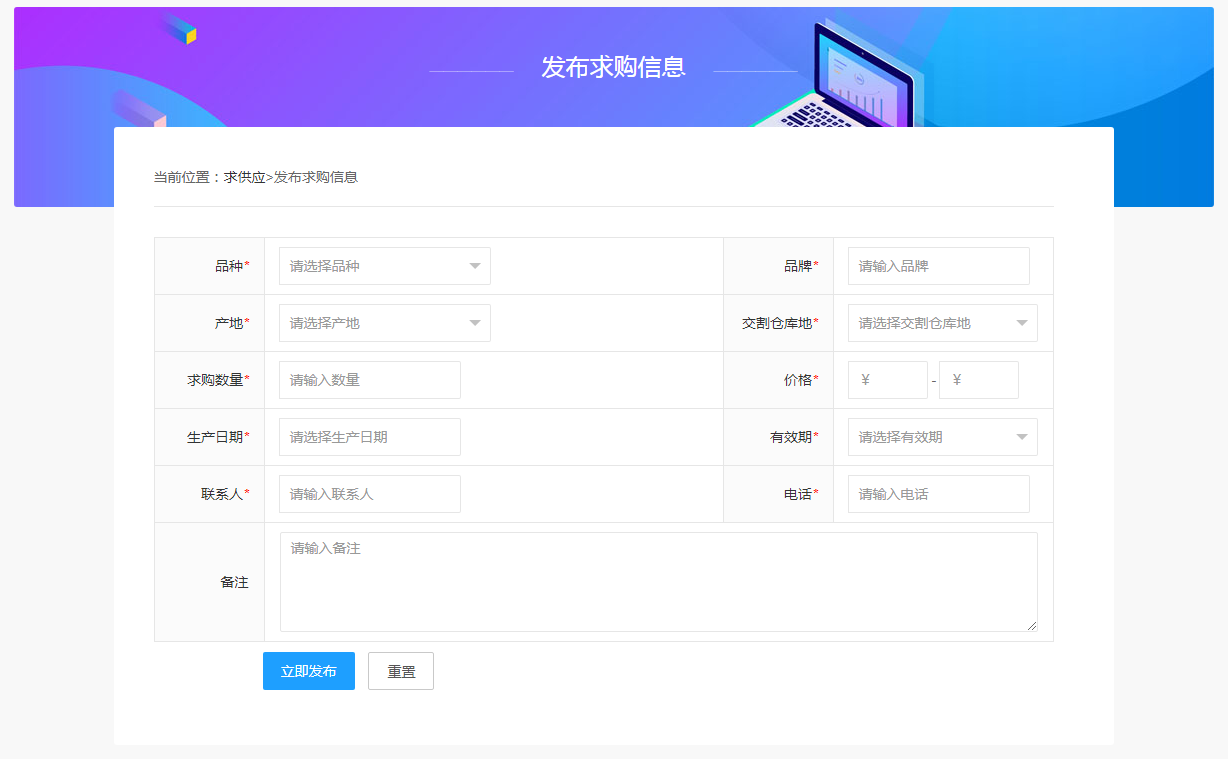 发布求购信息
当前位置：求供应>发布求购信息
品种* 请选择品种 品牌* 请输入品牌
产地* 请选择产地 交割仓库地* 请选择交割仓库地
求购数量* 请输入数量 价格* ¥ - ¥
生产日期* 请选择生产日期 有效期* 请选择有效期
联系人* 请输入联系人 电话* 请输入电话
备注 请输入备注
立即发布 重置